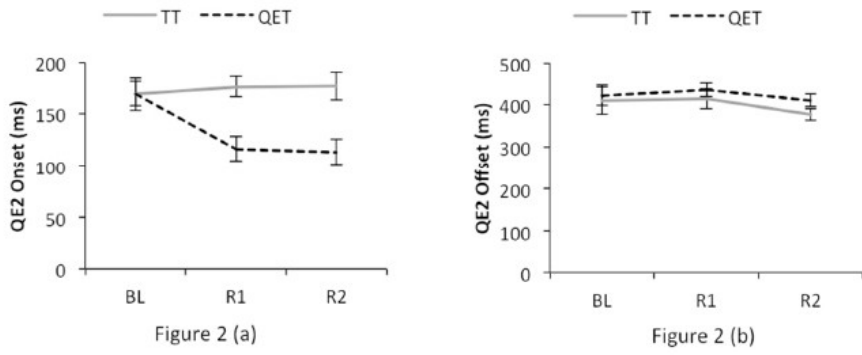 TT QET
QE2 Onset (ms)
200
150
100
50
0
BL R1 R2
Figure 2 (a)
TT QET
QE2 Offset (ms)
500
400
300
200
100
0
BL R1 R2
Figure 2 (b)